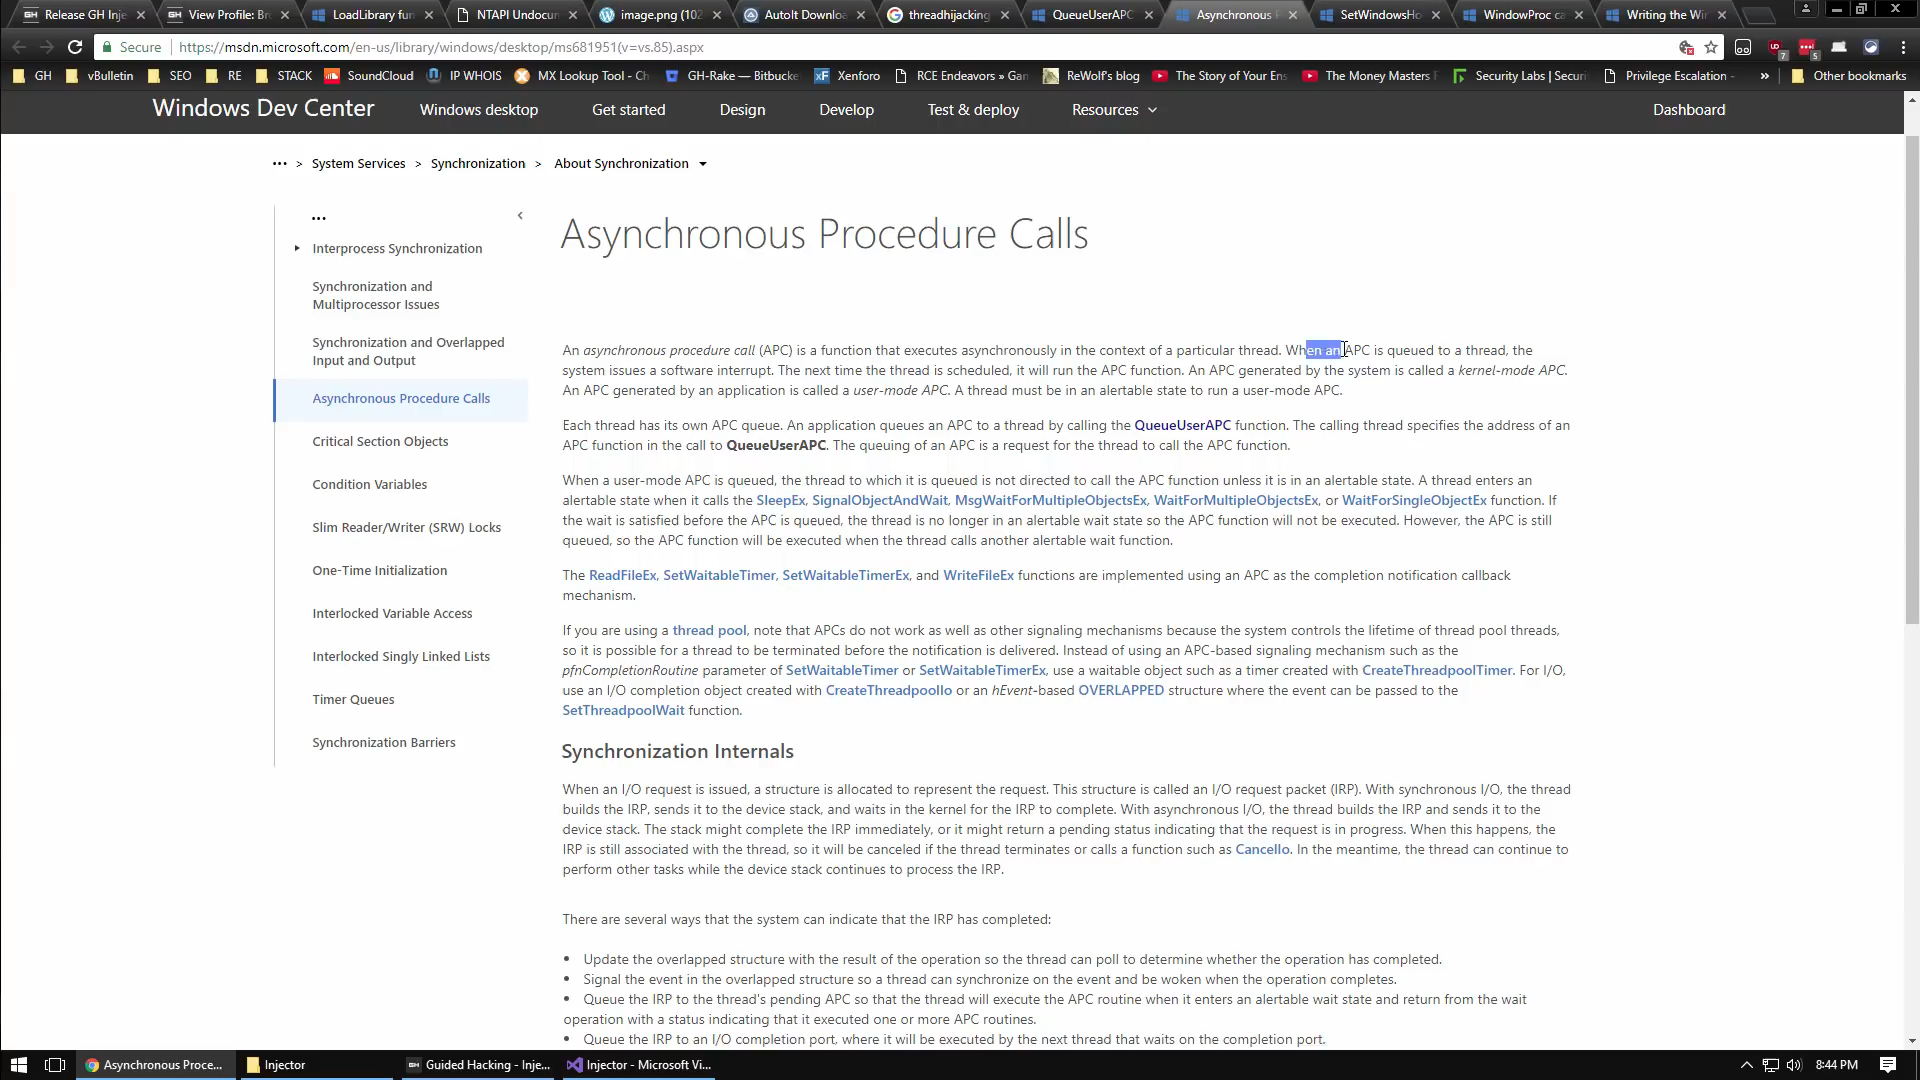 Release GH Inje
View Profile: Bro
LoadLibrary fun
NTAPI Undocum
image.png (102
AutoIt Downloa
threadhijacking
QueueUserAPC
Asynchronous P
SetWindowsHo
WindowProc ca
Writing the Win
Secure
https://msdn.microsoft.com/en-us/library/windows/desktop/ms681951(v=vs.85).aspx
GH
vBulletin
SEO
RE
STACK
SoundCloud
IP WHOIS
MX Lookup Tool - Ch
GH-Rake — Bitbucke
Xenforo
RCE Endeavors » Gam
ReWolf's blog
The Story of Your Ens
The Money Masters F
Security Labs | Securi
Privilege Escalation -
»
Other bookmarks
Windows Dev Center
Windows desktop
Get started
Design
Develop
Test & deploy
Resources
Dashboard
••• > System Services > Synchronization > About Synchronization
•••
Interprocess Synchronization
Synchronization and
Multiprocessor Issues
Synchronization and Overlapped
Input and Output
Asynchronous Procedure Calls
Critical Section Objects
Condition Variables
Slim Reader/Writer (SRW) Locks
One-Time Initialization
Interlocked Variable Access
Interlocked Singly Linked Lists
Timer Queues
Synchronization Barriers
Asynchronous Procedure Calls
An asynchronous procedure call (APC) is a function that executes asynchronously in the context of a particular thread. When an APC is queued to a thread, the
system issues a software interrupt. The next time the thread is scheduled, it will run the APC function. An APC generated by the system is called a kernel-mode APC.
An APC generated by an application is called a user-mode APC. A thread must be in an alertable state to run a user-mode APC.
Each thread has its own APC queue. An application queues an APC to a thread by calling the QueueUserAPC function. The calling thread specifies the address of an
APC function in the call to QueueUserAPC. The queuing of an APC is a request for the thread to call the APC function.
When a user-mode APC is queued, the thread to which it is queued is not directed to call the APC function unless it is in an alertable state. A thread enters an
alertable state when it calls the SleepEx, SignalObjectAndWait, MsgWaitForMultipleObjectsEx, WaitForMultipleObjectsEx, or WaitForSingleObjectEx function. If
the wait is satisfied before the APC is queued, the thread is no longer in an alertable wait state so the APC function will not be executed. However, the APC is still
queued, so the APC function will be executed when the thread calls another alertable wait function.
The ReadFileEx, SetWaitableTimer, SetWaitableTimerEx, and WriteFileEx functions are implemented using an APC as the completion notification callback
mechanism.
If you are using a thread pool, note that APCs do not work as well as other signaling mechanisms because the system controls the lifetime of thread pool threads,
so it is possible for a thread to be terminated before the notification is delivered. Instead of using an APC-based signaling mechanism such as the
pfnCompletionRoutine parameter of SetWaitableTimer or SetWaitableTimerEx, use a waitable object such as a timer created with CreateThreadpoolTimer. For I/O,
use an I/O completion object created with CreateThreadpoolIo or an hEvent-based OVERLAPPED structure where the event can be passed to the
SetThreadpoolWait function.
Synchronization Internals
When an I/O request is issued, a structure is allocated to represent the request. This structure is called an I/O request packet (IRP). With synchronous I/O, the thread
builds the IRP, sends it to the device stack, and waits in the kernel for the IRP to complete. With asynchronous I/O, the thread builds the IRP and sends it to the
device stack. The stack might complete the IRP immediately, or it might return a pending status indicating that the request is in progress. When this happens, the
IRP is still associated with the thread, so it will be canceled if the thread terminates or calls a function such as CancelIo. In the meantime, the thread can continue to
perform other tasks while the device stack continues to process the IRP.
There are several ways that the system can indicate that the IRP has completed:
• Update the overlapped structure with the result of the operation so the thread can poll to determine whether the operation has completed.
• Signal the event in the overlapped structure so a thread can synchronize on the event and be woken when the operation completes.
• Queue the IRP to the thread's pending APC so that the thread will execute the APC routine when it enters an alertable wait state and return from the wait
operation with a status indicating that it executed one or more APC routines.
• Queue the IRP to an I/O completion port, where it will be executed by the next thread that waits on the completion port.
Asynchronous Proce...
Injector
Guided Hacking - Inje...
Injector - Microsoft Vi...
8:44 PM